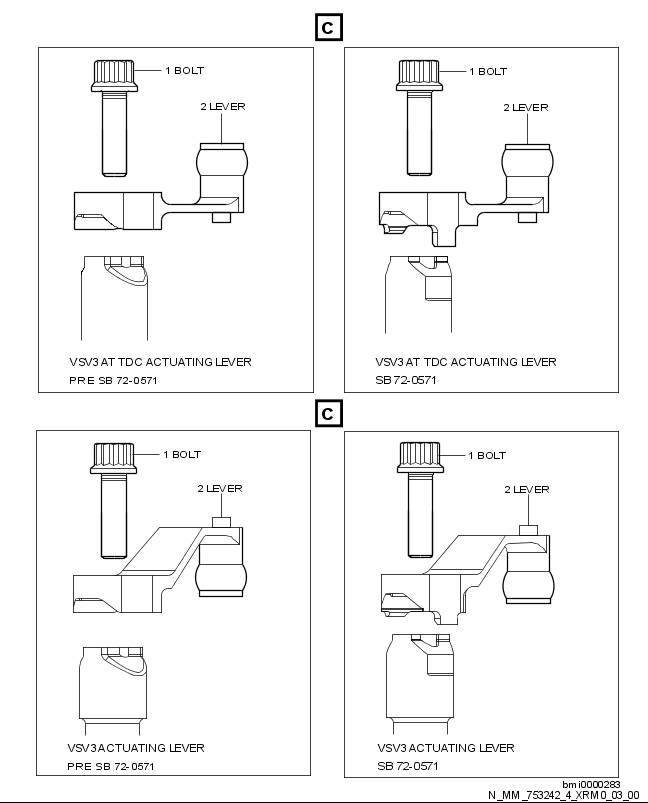 C
1 BOLT
2 LEVER
VSV3 AT TDC ACTUATING LEVER
PRE SB 72-0571
1 BOLT
2 LEVER
VSV3 AT TDC ACTUATING LEVER
SB 72-0571
C
1 BOLT
2 LEVER
VSV3 ACTUATING LEVER
PRE SB 72-0571
1 BOLT
2 LEVER
VSV3 ACTUATING LEVER
SB 72-0571
bmi0000283
N_MM_753242_4_XRM0_03_00